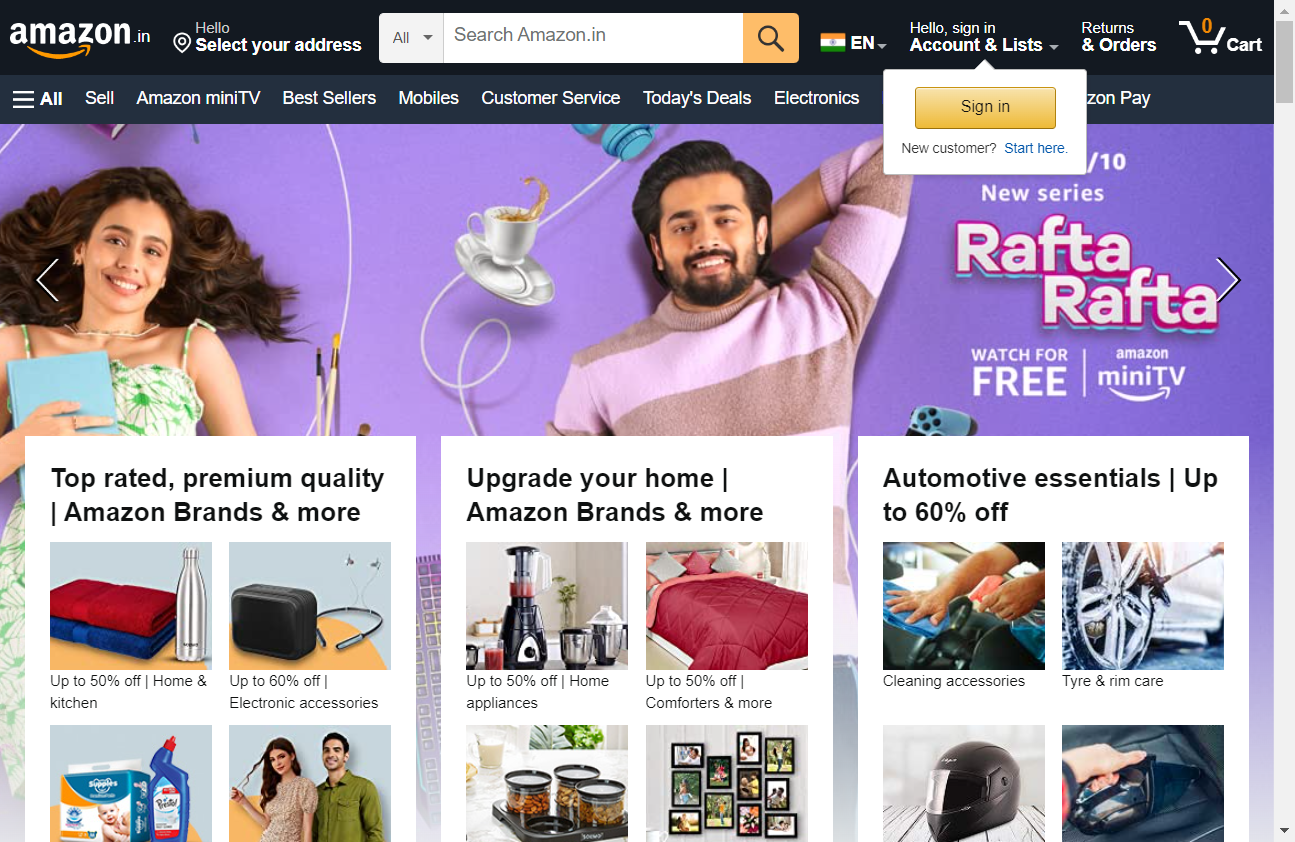 amazon.in
Hello
Select your address
All
Search Amazon.in
EN
Hello, sign in
Account & Lists
Returns
& Orders
0
Cart
All
Sell
Amazon miniTV
Best Sellers
Mobiles
Customer Service
Today's Deals
Electronics
zon Pay
Sign in
New customer? Start here.
/10
New series
Rafta
Rafta
WATCH FOR
FREE
amazon
miniTV
Top rated, premium quality
| Amazon Brands & more
Up to 50% off | Home &
kitchen
Up to 60% off |
Electronic accessories
Upgrade your home |
Amazon Brands & more
Up to 50% off | Home
appliances
Up to 50% off |
Comforters & more
Automotive essentials | Up
to 60% off
Cleaning accessories
Tyre & rim care